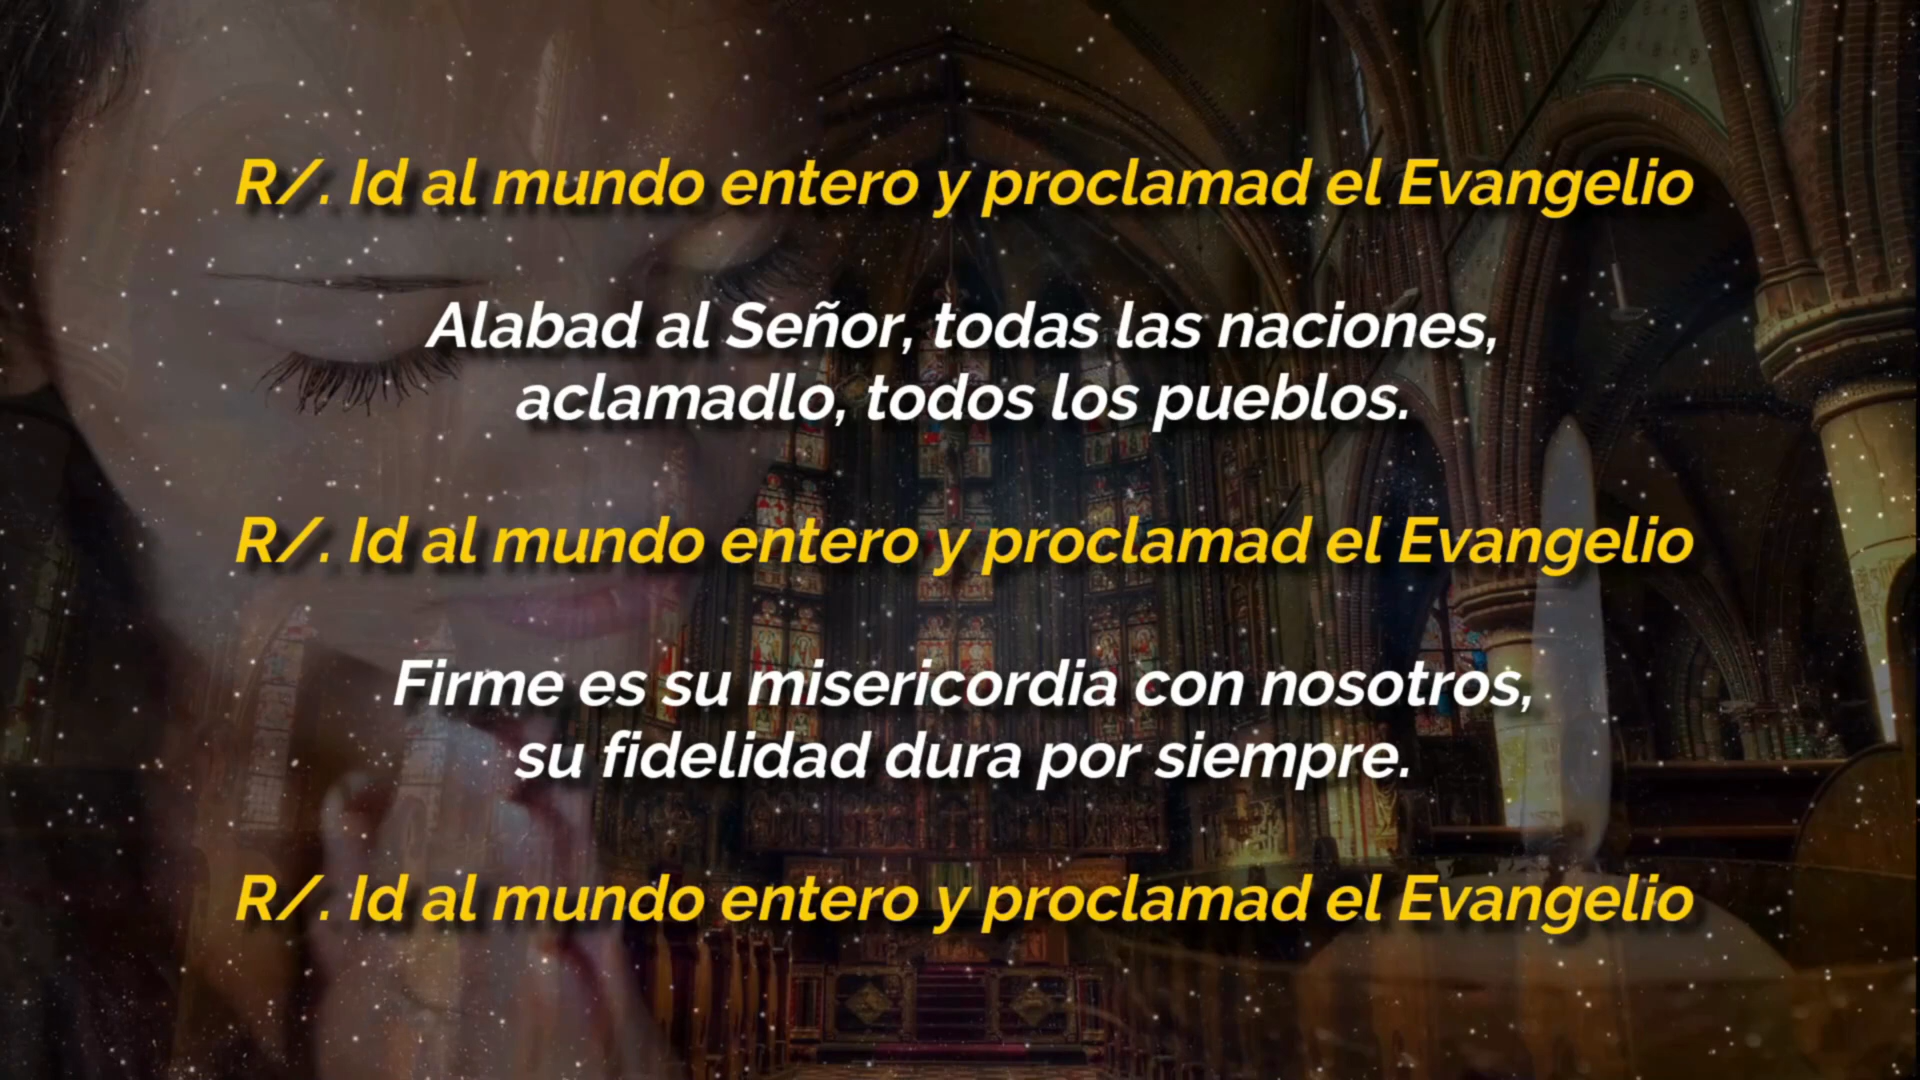 R/. Id al mundo entero y proclamad el Evangelio
Alabad al Señor, todas las naciones,
aclamadlo, todos los pueblos.
R/. Id al mundo entero y proclamad el Evangelio
Firme es su misericordia con nosotros,
su fidelidad dura por siempre.
R/. Id al mundo entero y proclamad el Evangelio